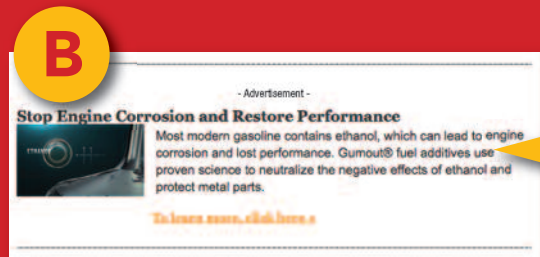 B
- Advertisement -
Stop Engine Corrosion and Restore Performance
ETHANOL
Most modern gasoline contains ethanol, which can lead to engine
corrosion and lost performance. Gumout® fuel additives use
proven science to neutralize the negative effects of ethanol and
protect metal parts.
To learn more, click here »